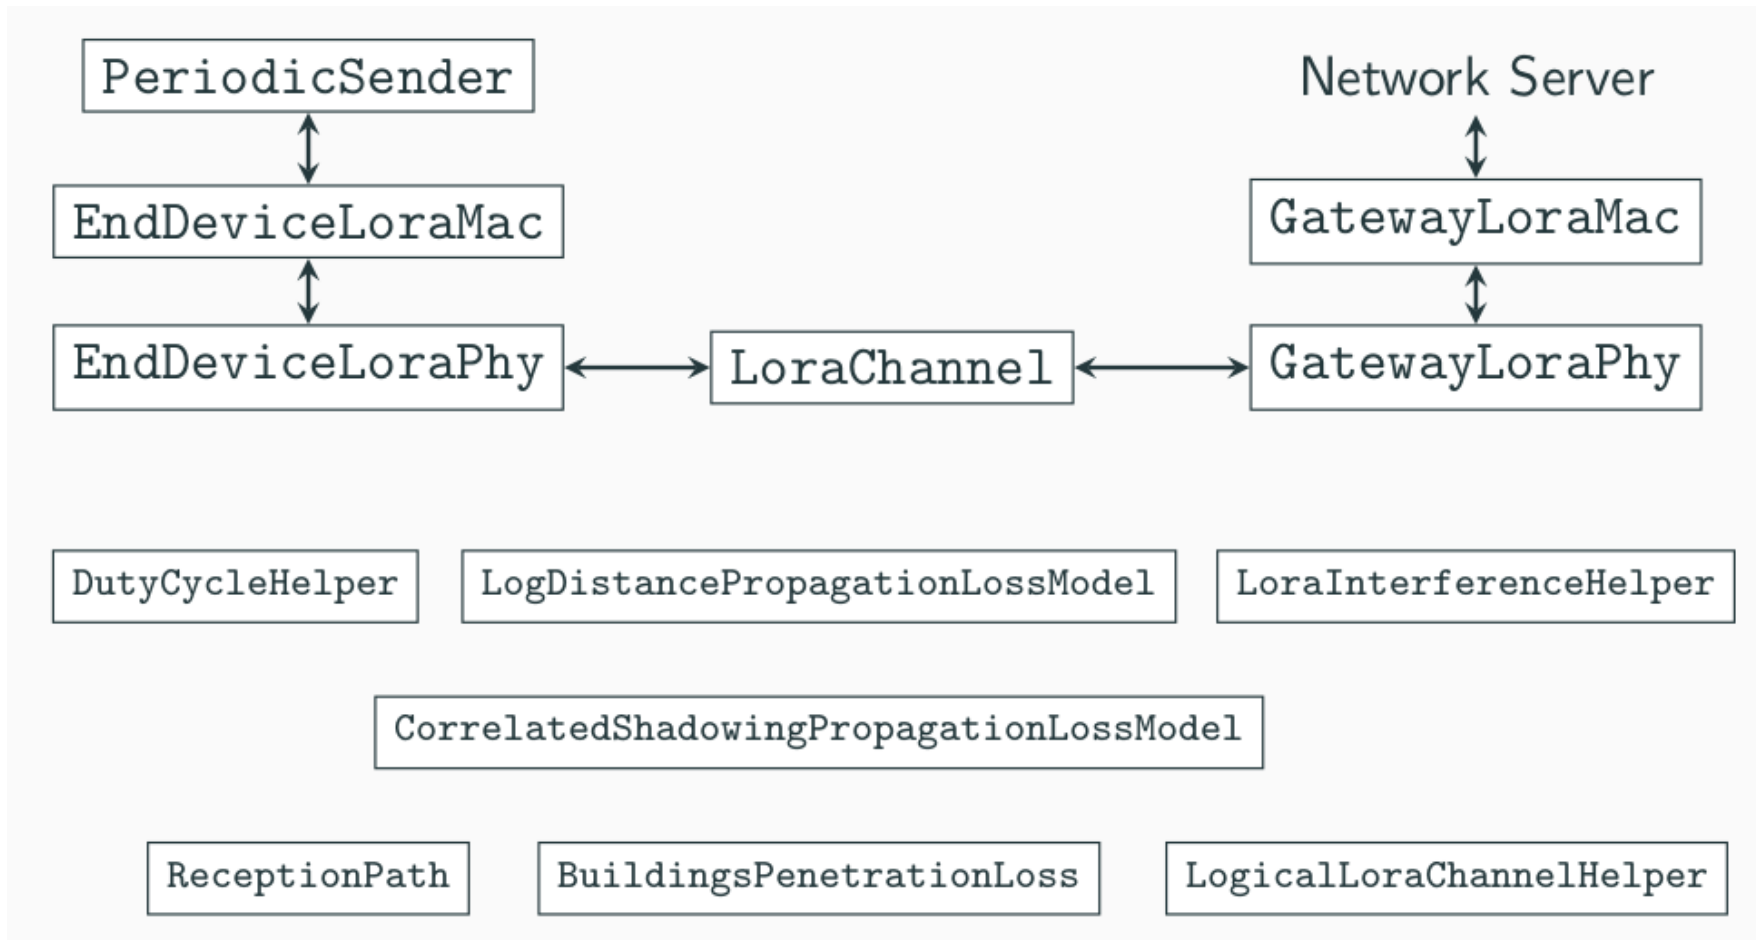 PeriodicSender
Network Server
EndDeviceLoraMac
GatewayLoraMac
EndDeviceLoraPhy
LoraChannel
GatewayLoraPhy
DutyCycleHelper
LogDistancePropagationLossModel
LoraInterferenceHelper
CorrelatedShadowingPropagationLossModel
ReceptionPath
BuildingsPenetrationLoss
LogicalLoraChannelHelper